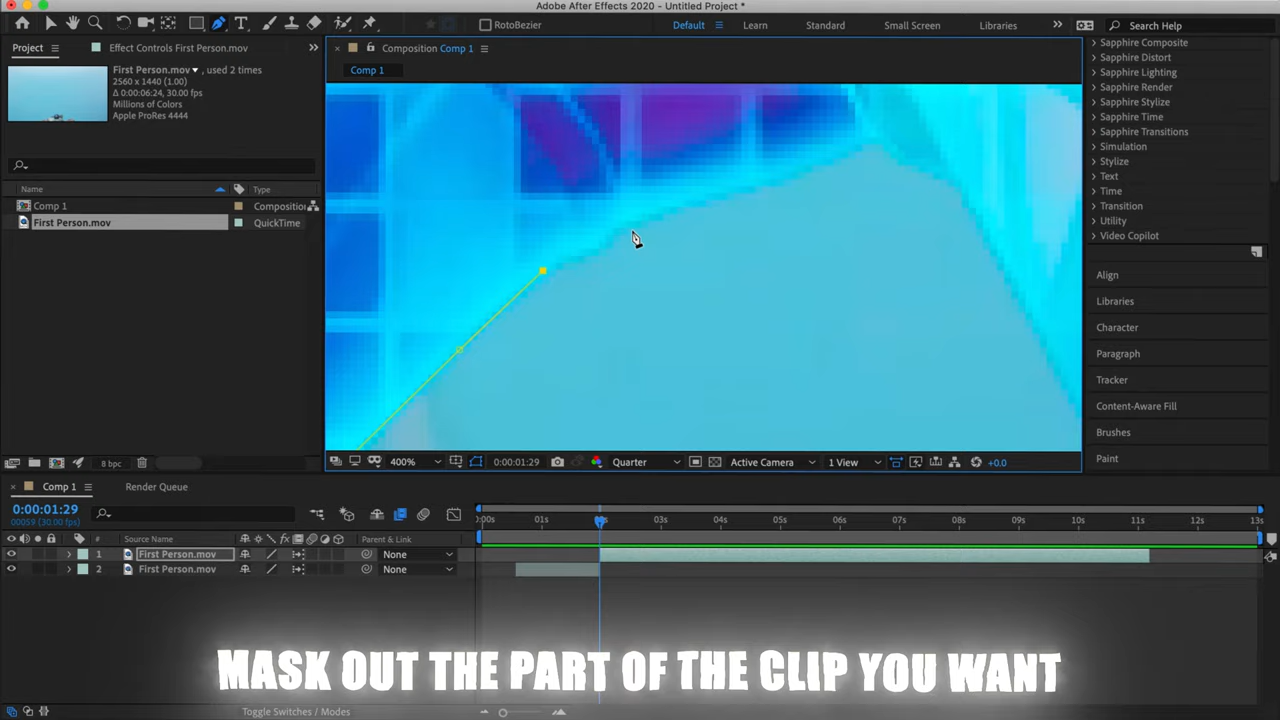 Adobe After Effects 2020 - Untitled Project *
RotoBezier
Default
Learn
Standard
Small Screen
Libraries
Search Help
Project
Effect Controls First Person.mov
First Person.mov , used 2 times
2560 x 1440 (1.00)
Δ 0:00:06:24, 30.00 fps
Millions of Colors
Apple ProRes 4444
Name
Type
Comp 1
Compositio
First Person.mov
QuickTime
8 bpc
Composition Comp 1
Comp 1
400%
0:00:01:29
Quarter
Active Camera
1 View
+0.0
Sapphire Composite
Sapphire Distort
Sapphire Lighting
Sapphire Render
Sapphire Stylize
Sapphire Time
Sapphire Transitions
Simulation
Stylize
Text
Time
Transition
Utility
Video Copilot
Align
Libraries
Character
Paragraph
Tracker
Content-Aware Fill
Brushes
Paint
Comp 1
Render Queue
0:00:01:29
00059 (30.00 fps)
# Source Name
Parent & Link
1 First Person.mov
None
2 First Person.mov
None
:00s 01s 03s 04s 05s 06s 07s 08s 09s 10s 11s 12s 13s
MASK OUT THE PART OF THE CLIP YOU WANT
Toggle Switches / Modes